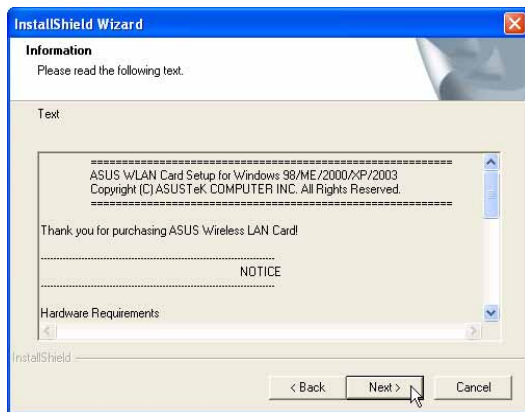 InstallShield Wizard
Information
Please read the following text.
Text
==========================================================
ASUS WLAN Card Setup for Windows 98/ME/2000/XP/2003
Copyright (C) ASUSTeK COMPUTER INC. All Rights Reserved.
==========================================================
Thank you for purchasing ASUS Wireless LAN Card!
----------------------------------------------------------
NOTICE
----------------------------------------------------------
Hardware Requirements
InstallShield
< Back Next > Cancel